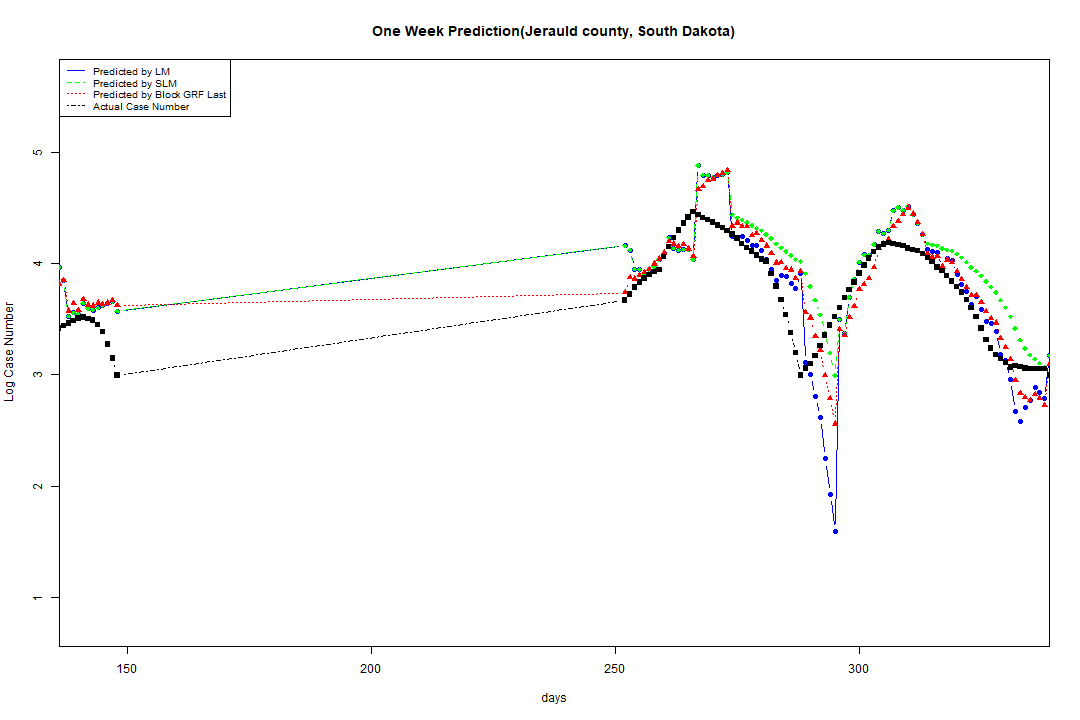 One Week Prediction(Jerauld county, South Dakota)
Predicted by LM
Predicted by SLM
Predicted by Block GRF Last
Actual Case Number
5
4
3
2
1
Log Case Number
150 200 250 300
days